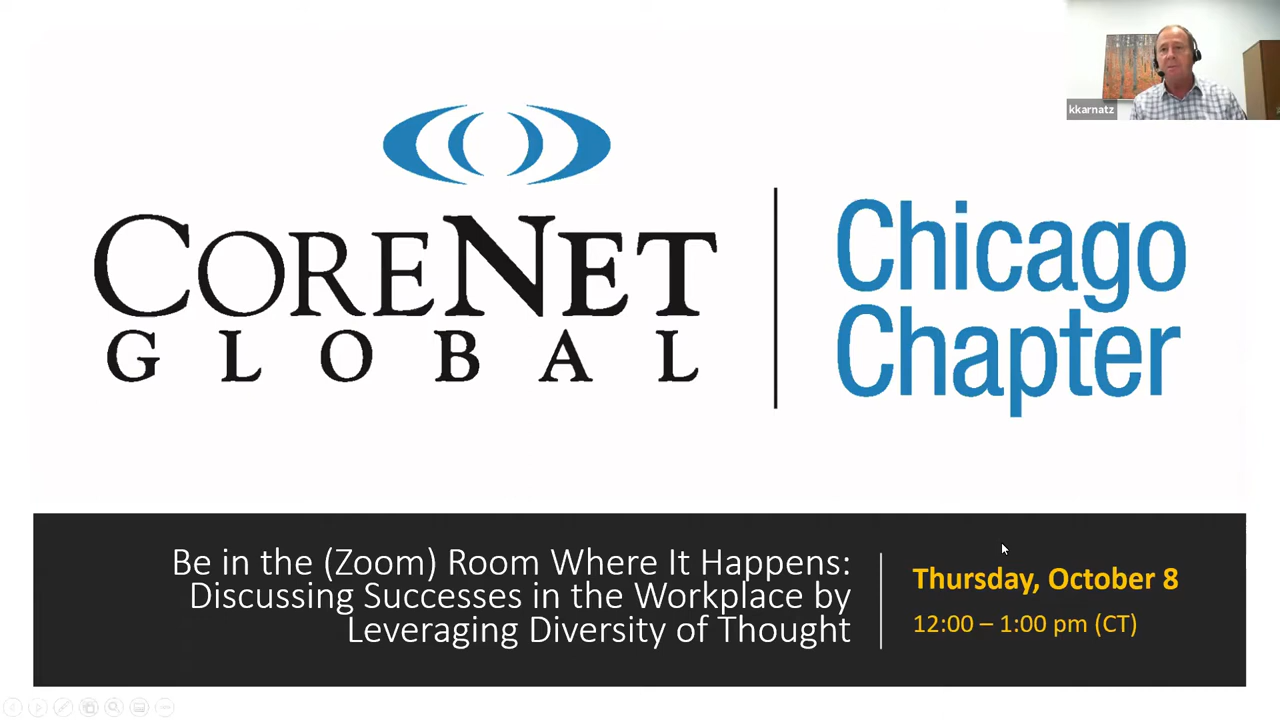 kkarnatz
CORENET
GLOBAL
Chicago
Chapter
Be in the (Zoom) Room Where It Happens:
Discussing Successes in the Workplace by
Leveraging Diversity of Thought
Thursday, October 8
12:00 – 1:00 pm (CT)